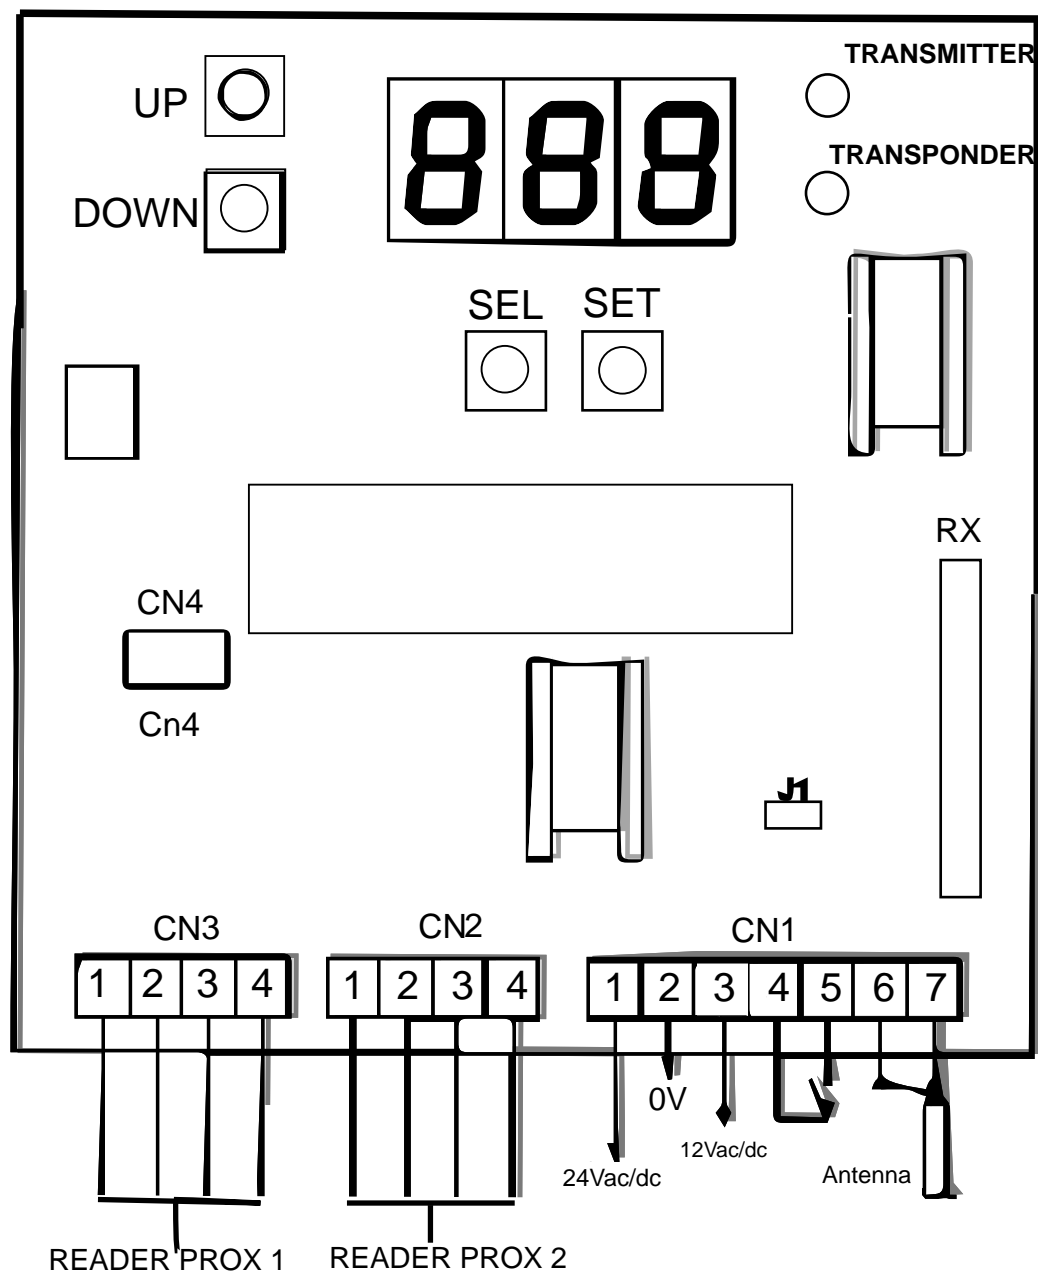 TRANSMITTER
UP
888
TRANSPONDER
DOWN
SEL SET
RX
CN4
Cn4
J1
CN3 CN2 CN1
1 2 3 4 1 2 3 4 1 2 3 4 5 6 7
0V
12Vac/dc
24Vac/dc
Antenna
READER PROX 1 READER PROX 2